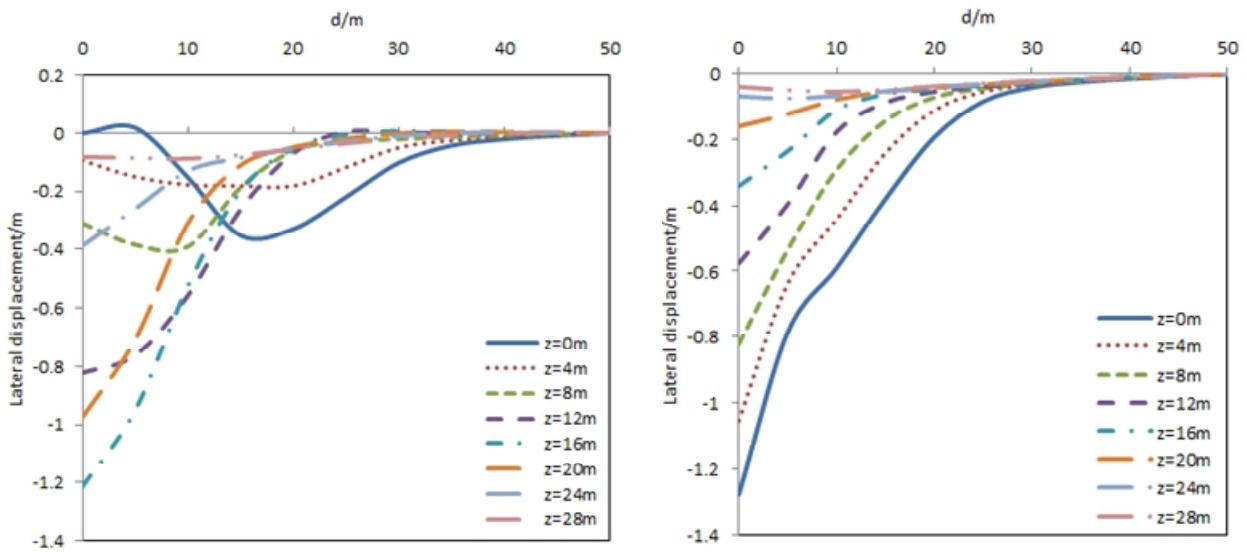 d/m
0 10 20 30 40 50
0.2
0
-0.2
-0.4
-0.6
-0.8
-1
-1.2
-1.4
Lateral displacement/m
z=0m
z=4m
z=8m
z=12m
z=16m
z=20m
z=24m
z=28m
d/m
0 10 20 30 40 50
0
-0.2
-0.4
-0.6
-0.8
-1
-1.2
-1.4
Lateral displacement/m
z=0m
z=4m
z=8m
z=12m
z=16m
z=20m
z=24m
z=28m